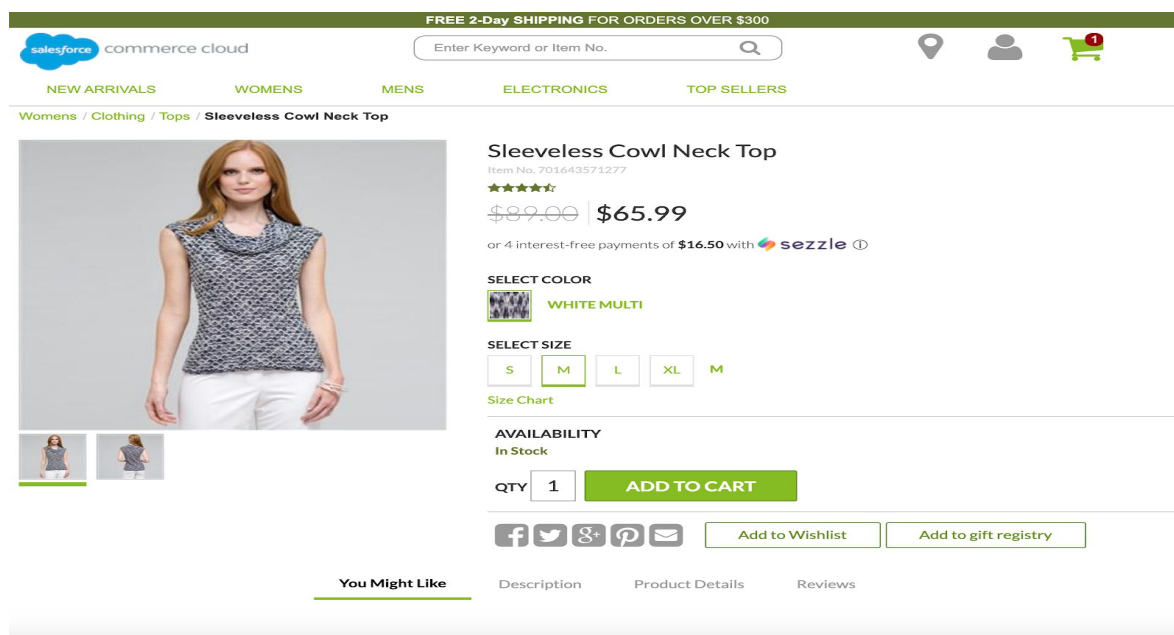 FREE 2-Day SHIPPING FOR ORDERS OVER $300
salesforce commerce cloud
Enter Keyword or Item No.
1
NEW ARRIVALS WOMENS MENS ELECTRONICS TOP SELLERS
Womens / Clothing / Tops / Sleeveless Cowl Neck Top
Sleeveless Cowl Neck Top
Item No. 701643571277
$89.00 $65.99
or 4 interest-free payments of $16.50 with sezzle
SELECT COLOR
WHITE MULTI
SELECT SIZE
S M L XL M
Size Chart
AVAILABILITY
In Stock
QTY 1 ADD TO CART
Add to Wishlist Add to gift registry
You Might Like Description Product Details Reviews